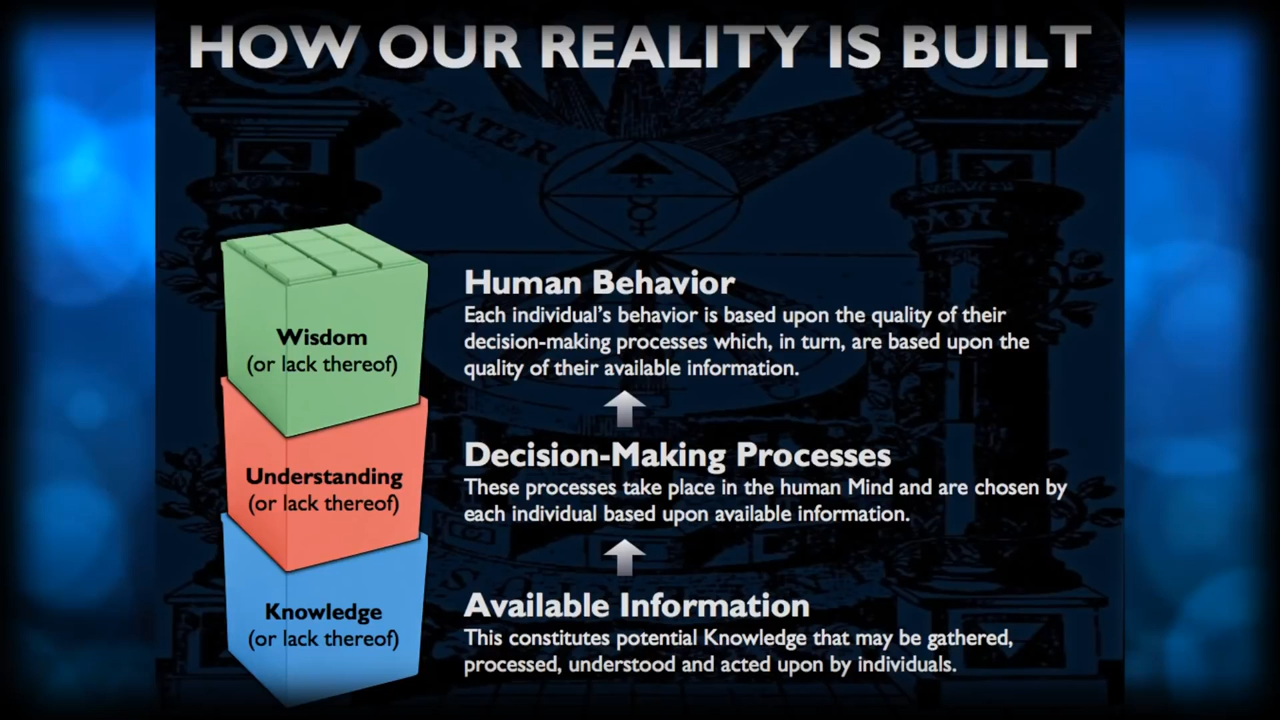 HOW OUR REALITY IS BUILT
PATER
Wisdom
(or lack thereof)
Human Behavior
Each individual's behavior is based upon the quality of their
decision-making processes which, in turn, are based upon the
quality of their available information.
Understanding
(or lack thereof)
Decision-Making Processes
These processes take place in the human Mind and are chosen by
each individual based upon available information.
Knowledge
(or lack thereof)
Available Information
This constitutes potential Knowledge that may be gathered,
processed, understood and acted upon by individuals.